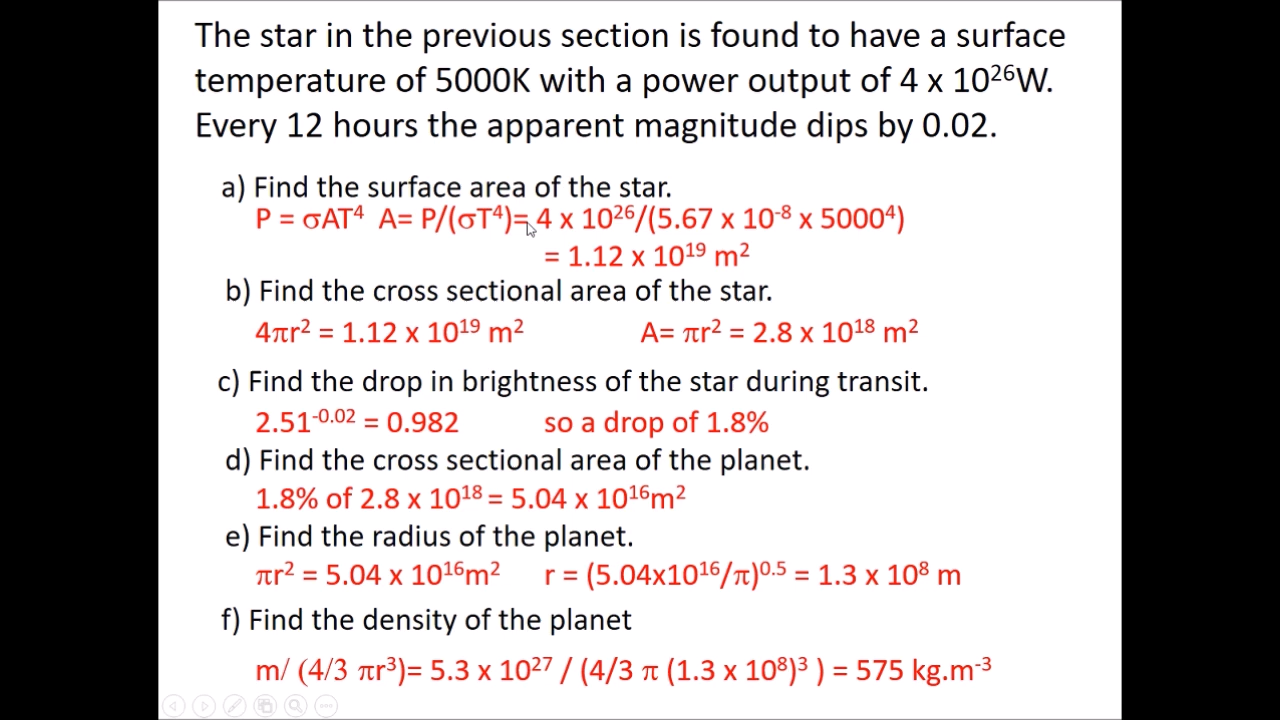 The star in the previous section is found to have a surface
temperature of 5000K with a power output of 4 x 10²⁶W.
Every 12 hours the apparent magnitude dips by 0.02.
a) Find the surface area of the star.
P = σAT⁴ A= P/(σT⁴)= 4 x 10²⁶/(5.67 x 10⁻⁸ x 5000⁴)
= 1.12 x 10¹⁹ m²
b) Find the cross sectional area of the star.
4πr² = 1.12 x 10¹⁹ m² A= πr² = 2.8 x 10¹⁸ m²
c) Find the drop in brightness of the star during transit.
2.51⁻⁰·⁰² = 0.982 so a drop of 1.8%
d) Find the cross sectional area of the planet.
1.8% of 2.8 x 10¹⁸ = 5.04 x 10¹⁶m²
e) Find the radius of the planet.
πr² = 5.04 x 10¹⁶m² r = (5.04x10¹⁶/π)⁰·⁵ = 1.3 x 10⁸ m
f) Find the density of the planet
m/ (4/3 πr³)= 5.3 x 10²⁷ / (4/3 π (1.3 x 10⁸)³ ) = 575 kg.m⁻³